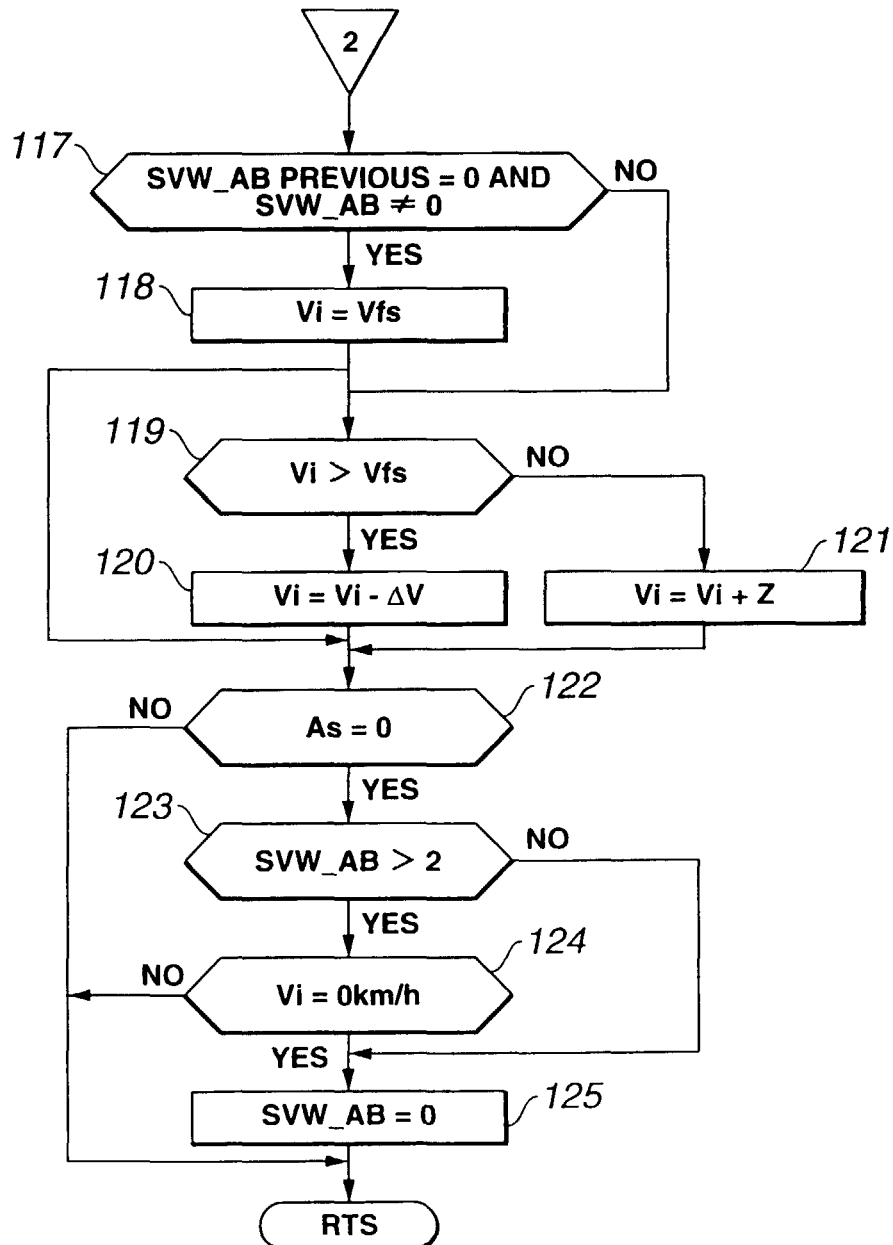 2
117
SVW_AB PREVIOUS = 0 AND
SVW_AB ≠ 0
NO
YES
118
Vi = Vfs
119
Vi > Vfs
NO
YES
120
Vi = Vi - ΔV
121
Vi = Vi + Z
122
NO
As = 0
YES
123
SVW_AB > 2
NO
YES
124
NO
Vi = 0km/h
YES
SVW_AB = 0
125
RTS